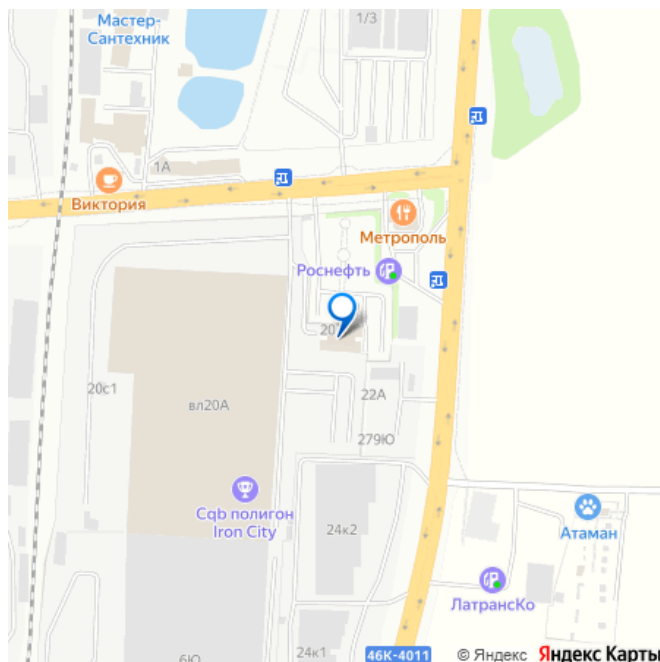 1/3
Мастер-
Сантехник
1А
Виктория
Метрополь
Роснефть
20с1
вл20А
22А
279Ю
Cqb полигон
Iron City
24к2
Атаман
ЛатрансКо
24к1
46К-4011
6Ю
© Яндекс Яндекс Карты